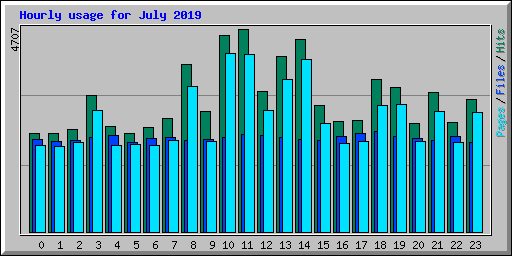 Hourly usage for July 2019
4707
Pages / Files / Hits
0 1 2 3 4 5 6 7 8 9 10 11 12 13 14 15 16 17 18 19 20 21 22 23